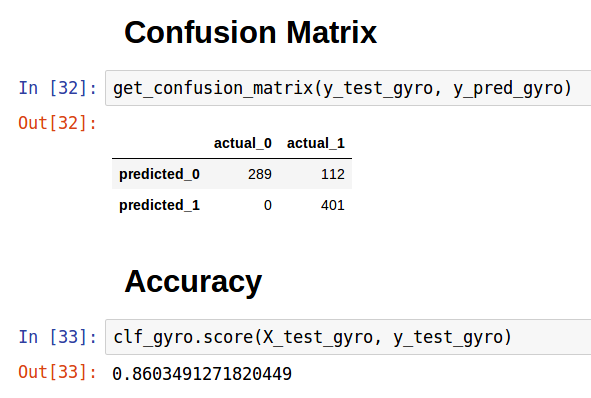 Confusion Matrix
In [32]: get_confusion_matrix(y_test_gyro, y_pred_gyro)
Out[32]:
actual_0 actual_1
predicted_0 289 112
predicted_1 0 401
Accuracy
In [33]: clf_gyro.score(X_test_gyro, y_test_gyro)
Out[33]: 0.8603491271820449